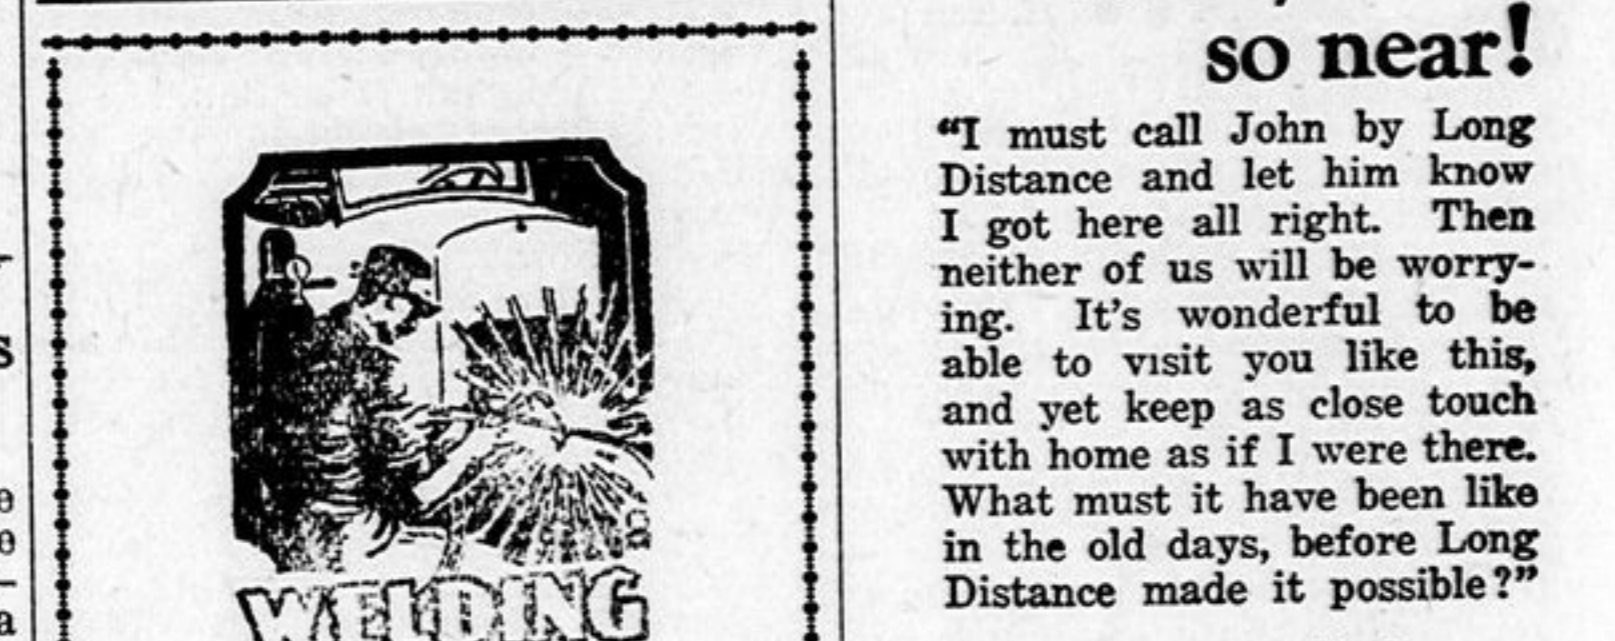 WELDING
so near!
“I must call John by Long
Distance and let him know
I got here all right. Then
neither of us will be worry-
ing. It's wonderful to be
able to visit you like this,
and yet keep as close touch
with home as if I were there.
What must it have been like
in the old days, before Long
Distance made it possible?”